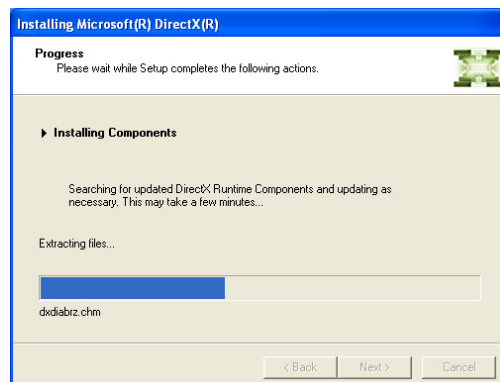 Installing Microsoft(R) DirectX(R)
Progress
Please wait while Setup completes the following actions.
Installing Components
Searching for updated DirectX Runtime Components and updating as
necessary. This may take a few minutes...
Extracting files...
dxdiabrz.chm
< Back Next > Cancel